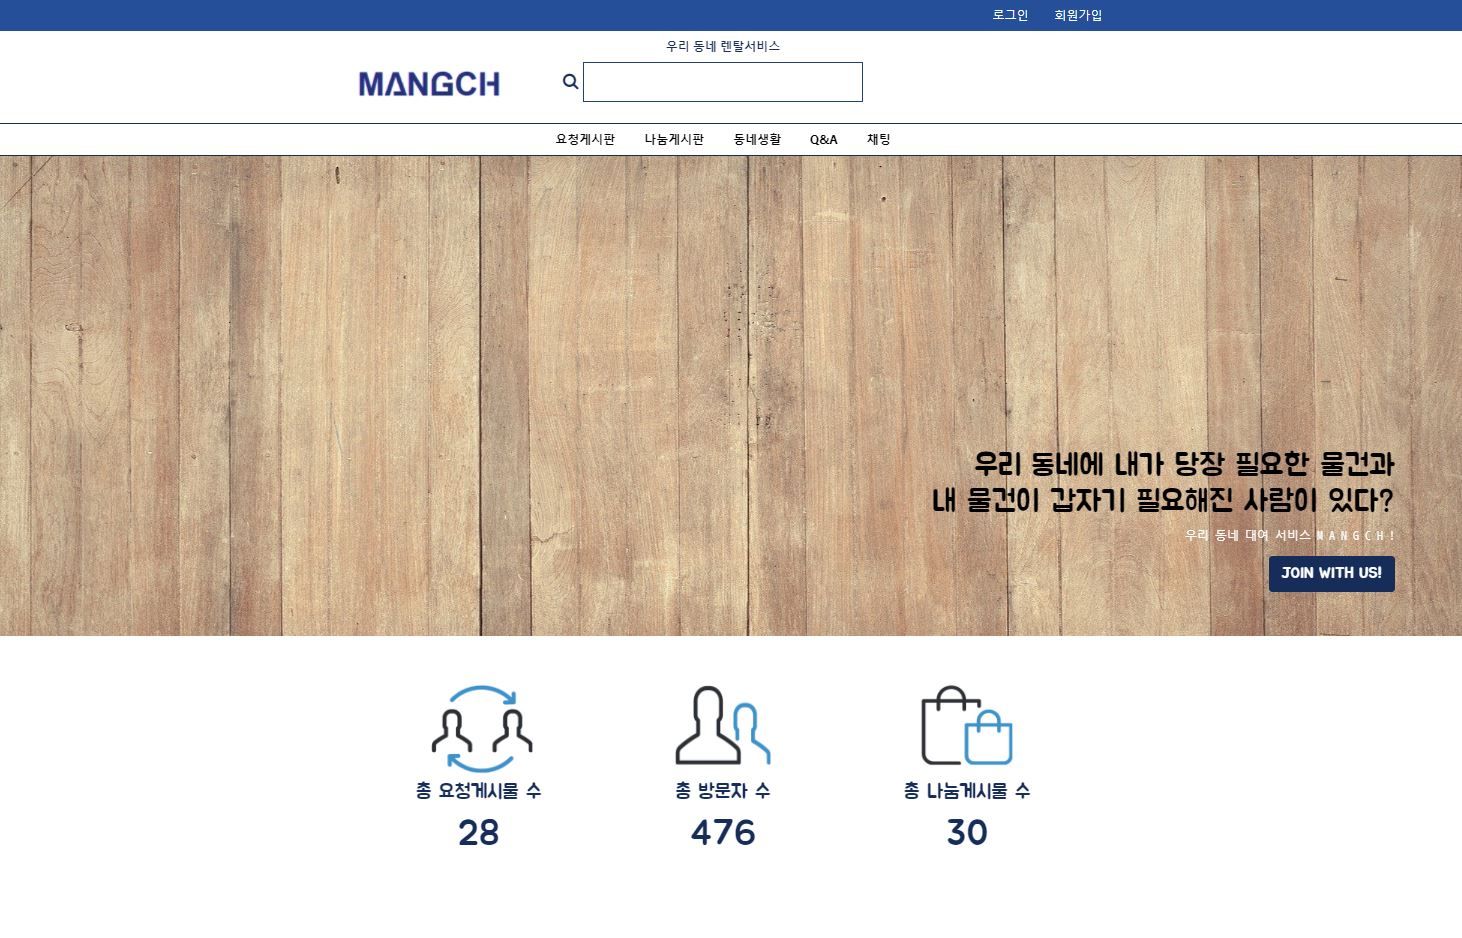 로그인 회원가입
우리 동네 렌탈서비스
MANGCH
요청게시판 나눔게시판 동네생활 Q&A 채팅
우리 동네에 내가 당장 필요한 물건과
내 물건이 갑자기 필요해진 사람이 있다?
우리 동네 대여 서비스 M A N G C H !
JOIN WITH US!
총 요청게시물 수 총 방문자 수 총 나눔게시물 수
28 476 30